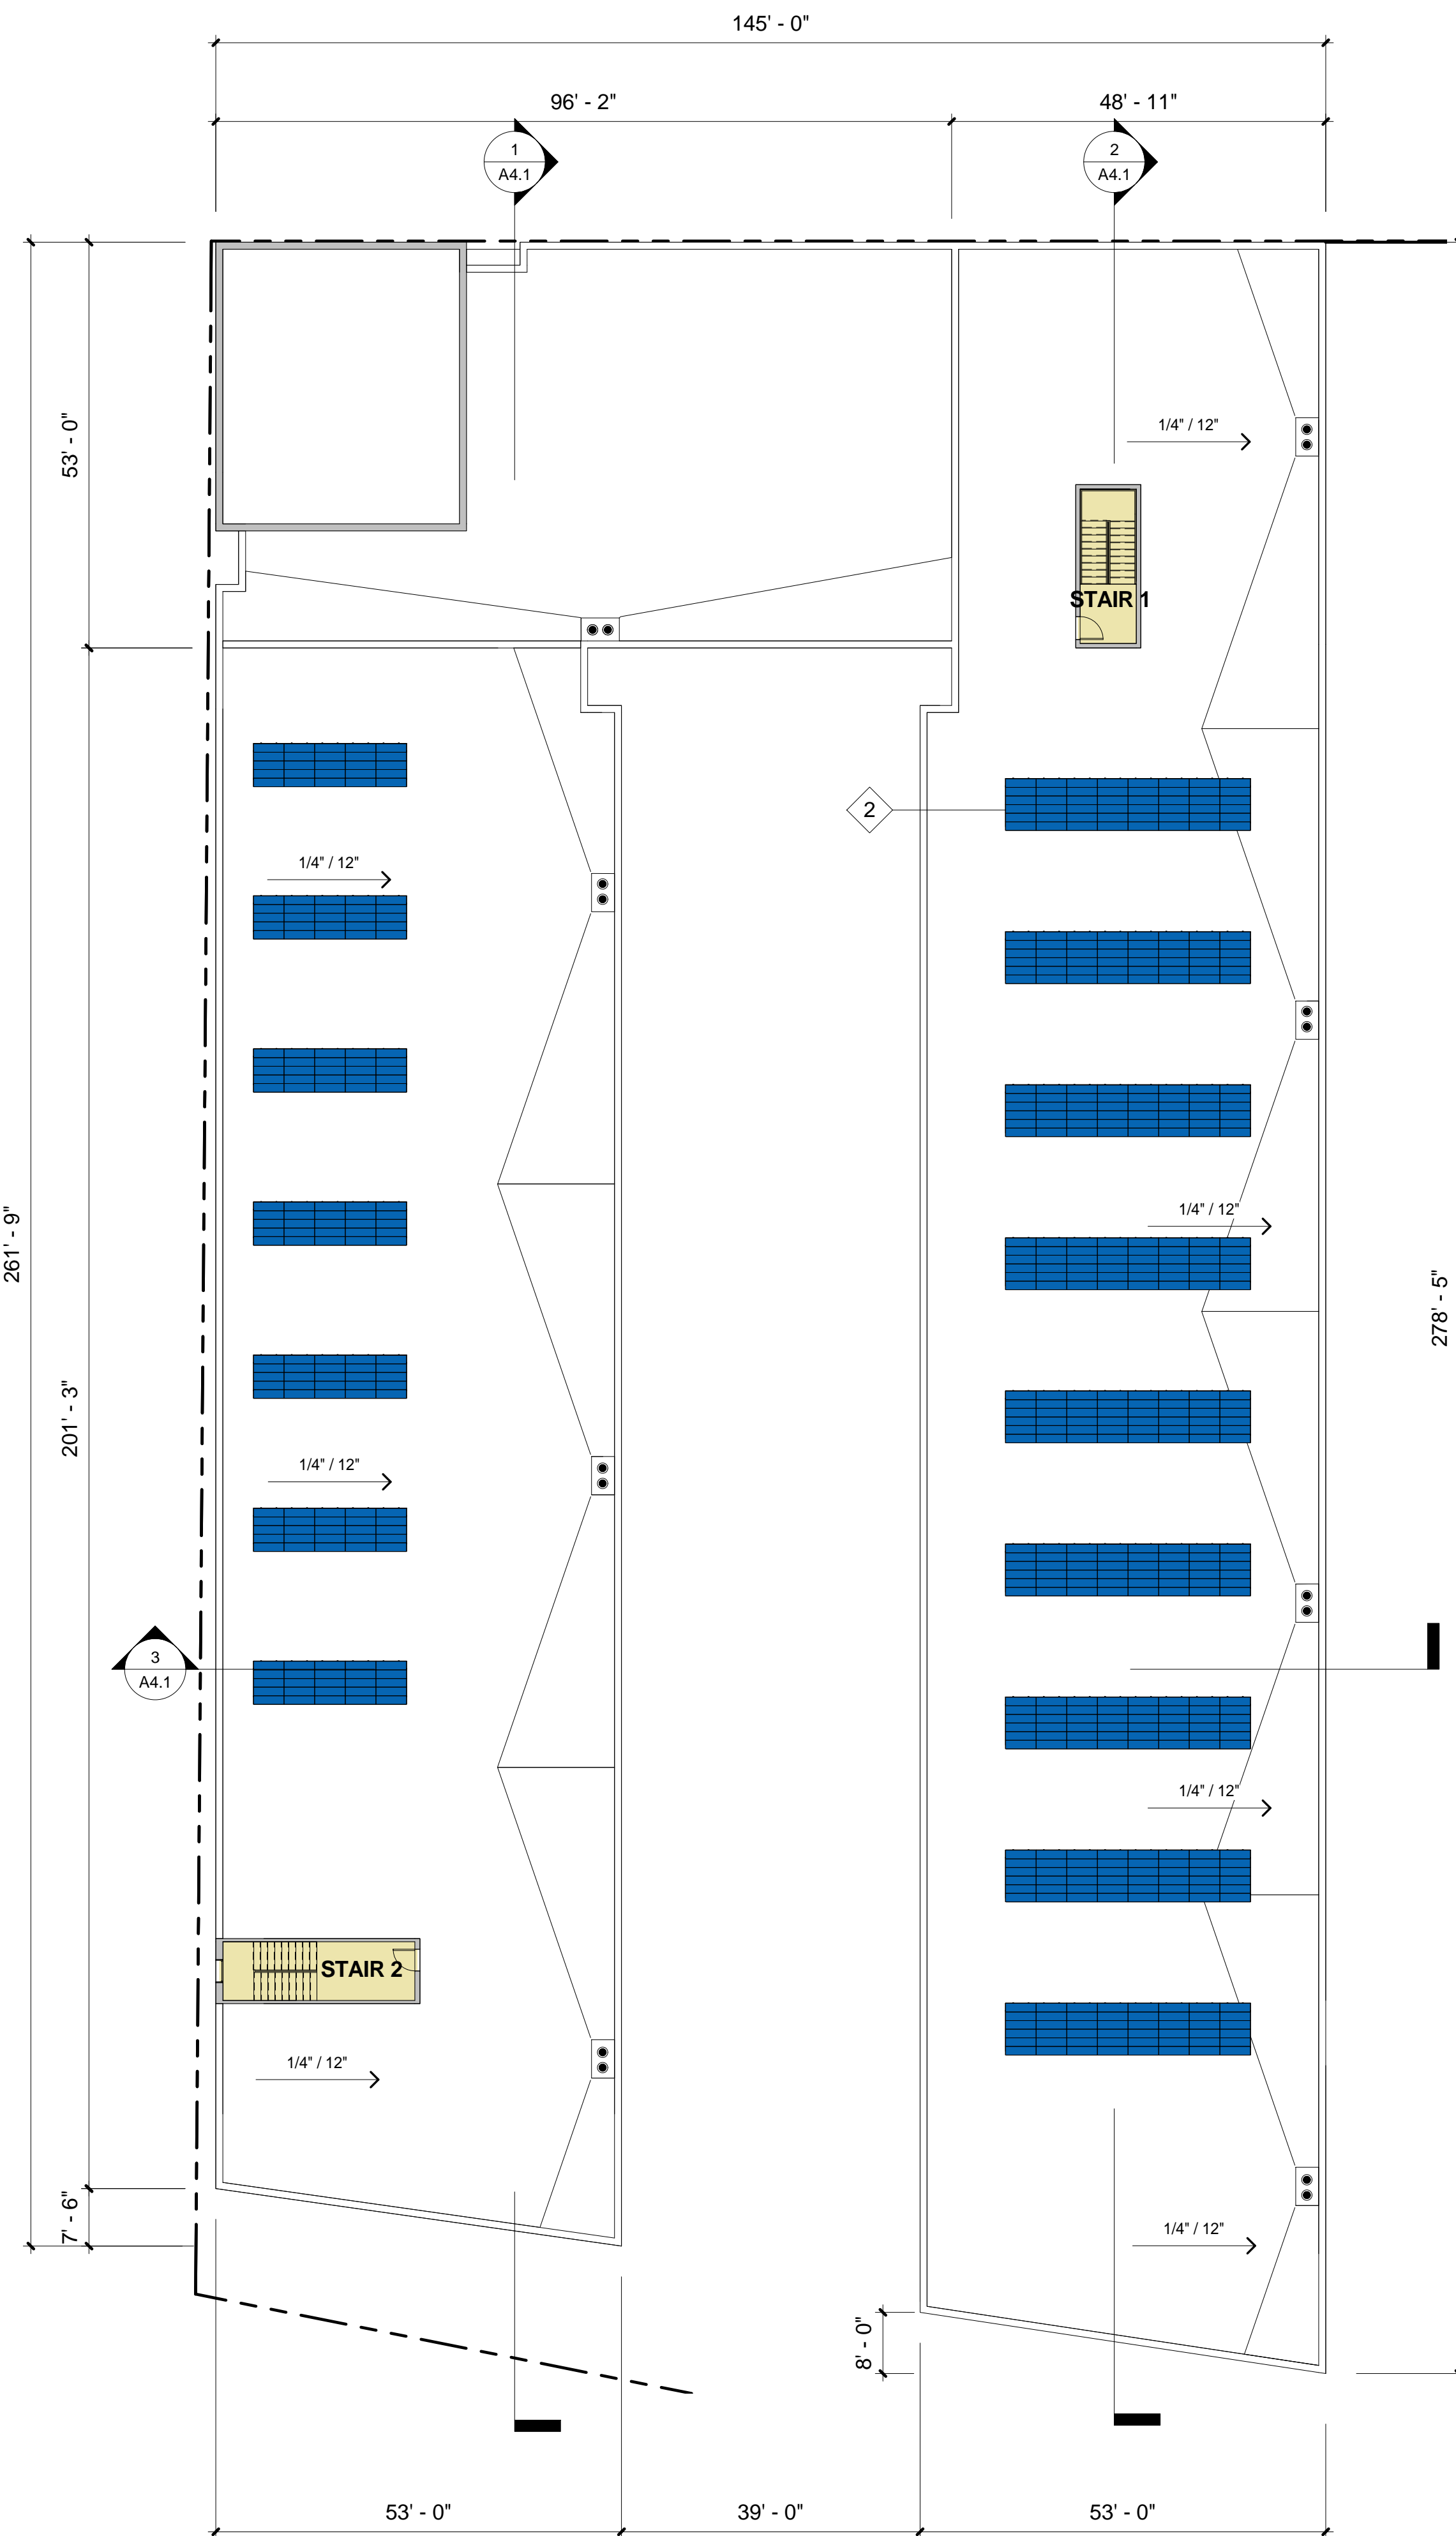 145' - 0"
96' - 2"
48' - 11"
1
A4.1
2
A4.1
53' - 0"
1/4" / 12"
STAIR 1
2
1/4" / 12"
261' - 9"
1/4" / 12"
278' - 5"
201' - 3"
1/4" / 12"
3
A4.1
1/4" / 12"
STAIR 2
1/4" / 12"
7' - 6"
1/4" / 12"
8' - 0"
53' - 0"
39' - 0"
53' - 0"